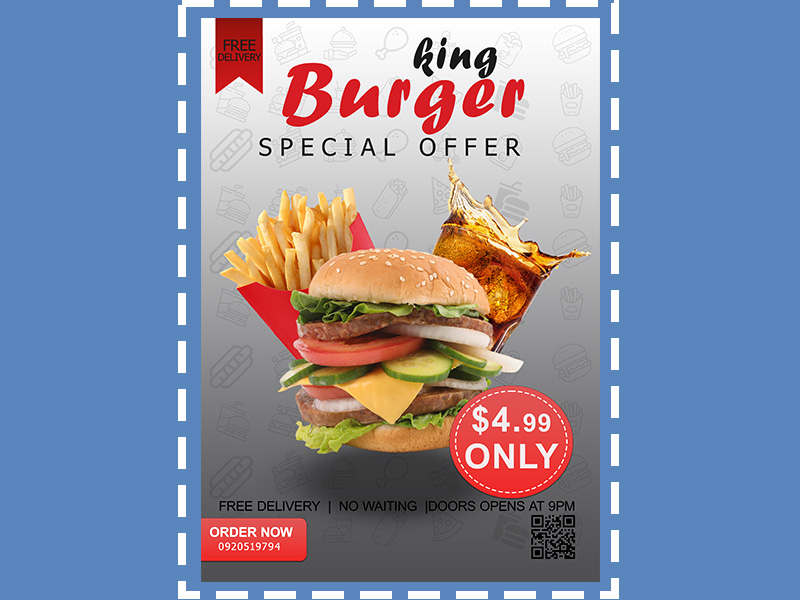 FREE
DELIVERY
king
Burger
SPECIAL OFFER
$4.99
ONLY
FREE DELIVERY | NO WAITING |DOORS OPENS AT 9PM
ORDER NOW
0920519794